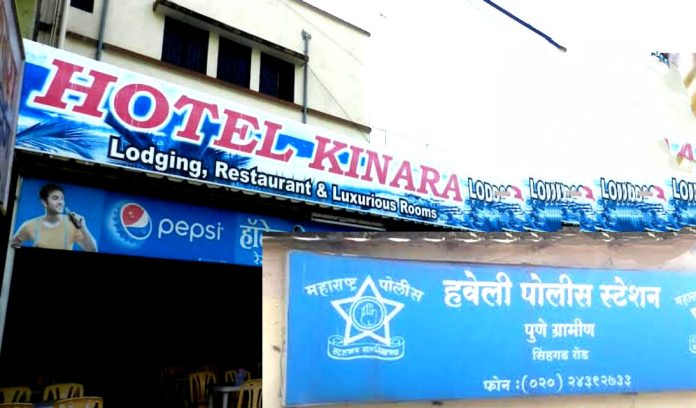 HOTEL KINARA
Lodging, Restaurant & Luxurious Rooms
pepsi
महाराष्ट्र पोलीस
हवेली पोलीस स्टेशन
पुणे ग्रामीण
सिंहगड रोड
फोन :(०२०) २४३९२७३३